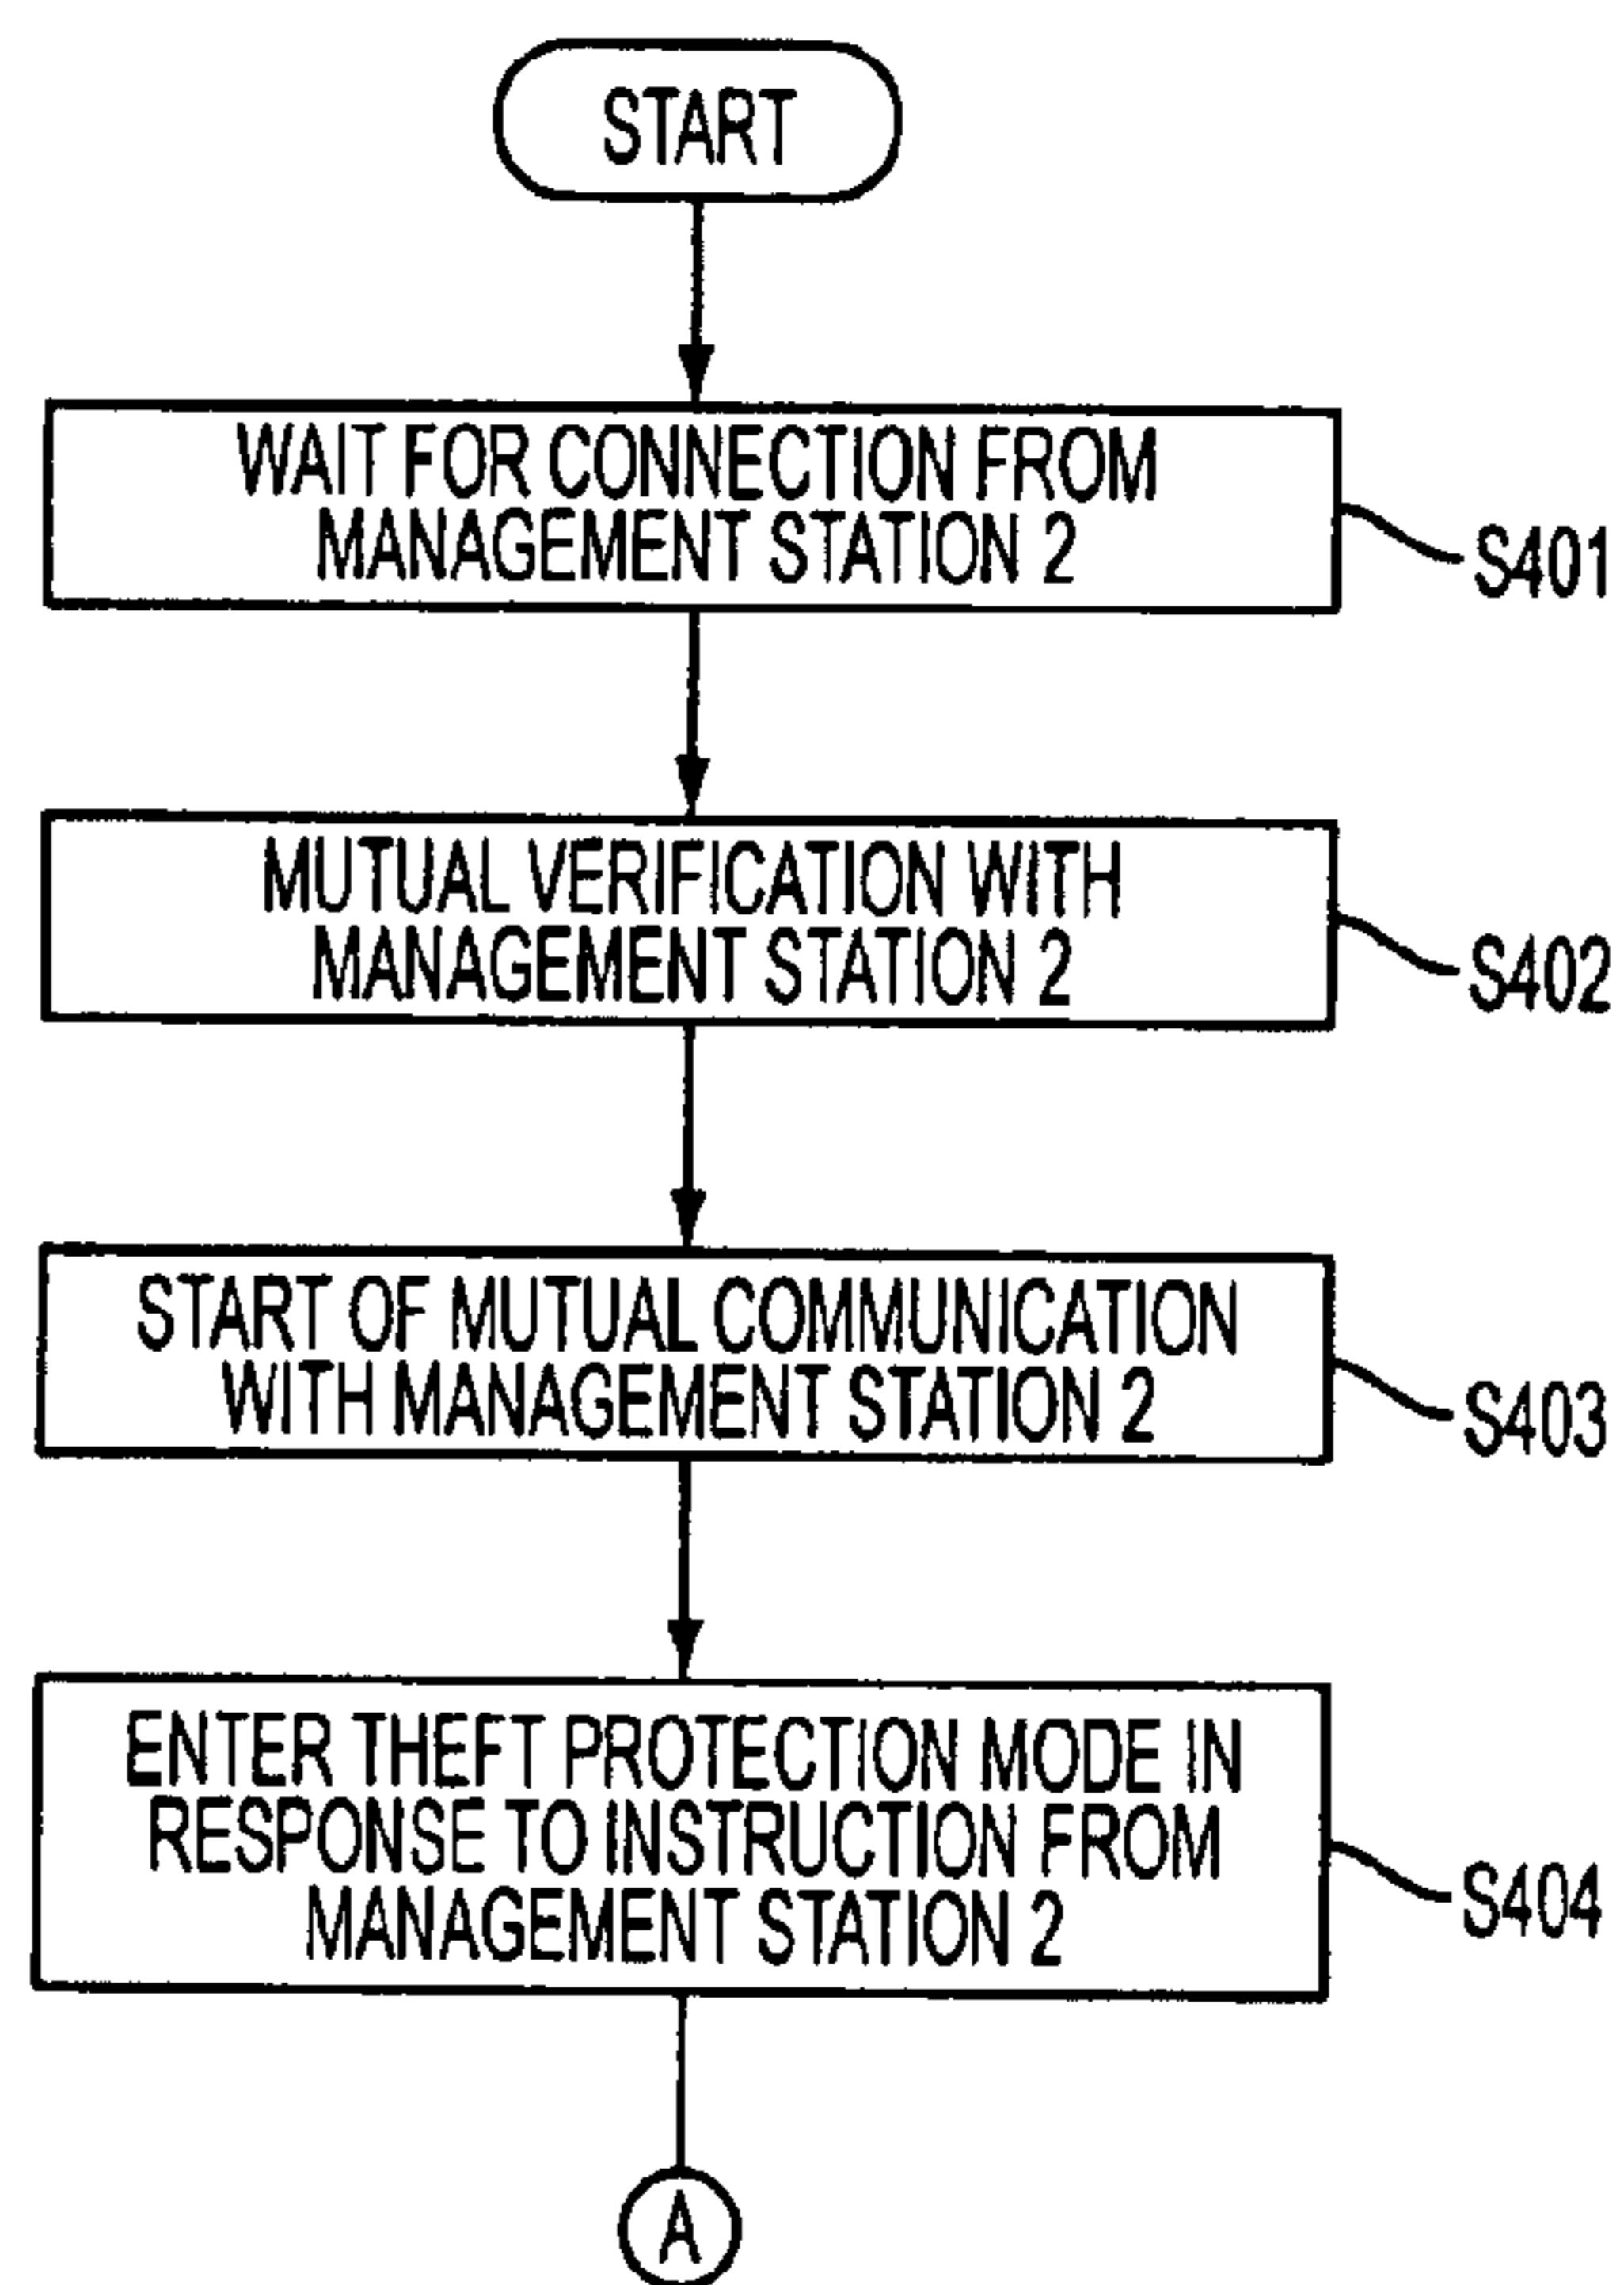 START
WAIT FOR CONNECTION FROM
MANAGEMENT STATION 2
S401
MUTUAL VERIFICATION WITH
MANAGEMENT STATION 2
S402
START OF MUTUAL COMMUNICATION
WITH MANAGEMENT STATION 2
S403
ENTER THEFT PROTECTION MODE IN
RESPONSE TO INSTRUCTION FROM
MANAGEMENT STATION 2
S404
A